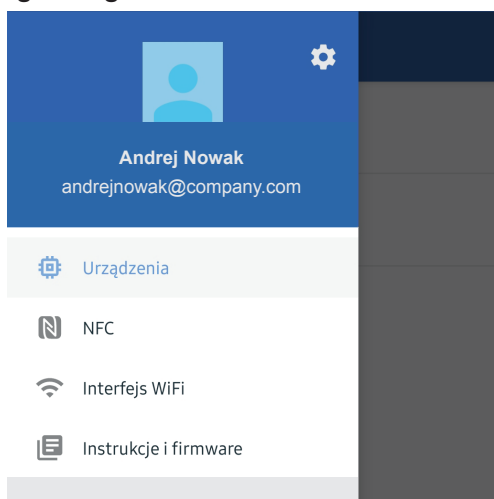 Andrej Nowak
andrejnowak@company.com
Urządzenia
NFC
Interfejs WiFi
Instrukcje i firmware